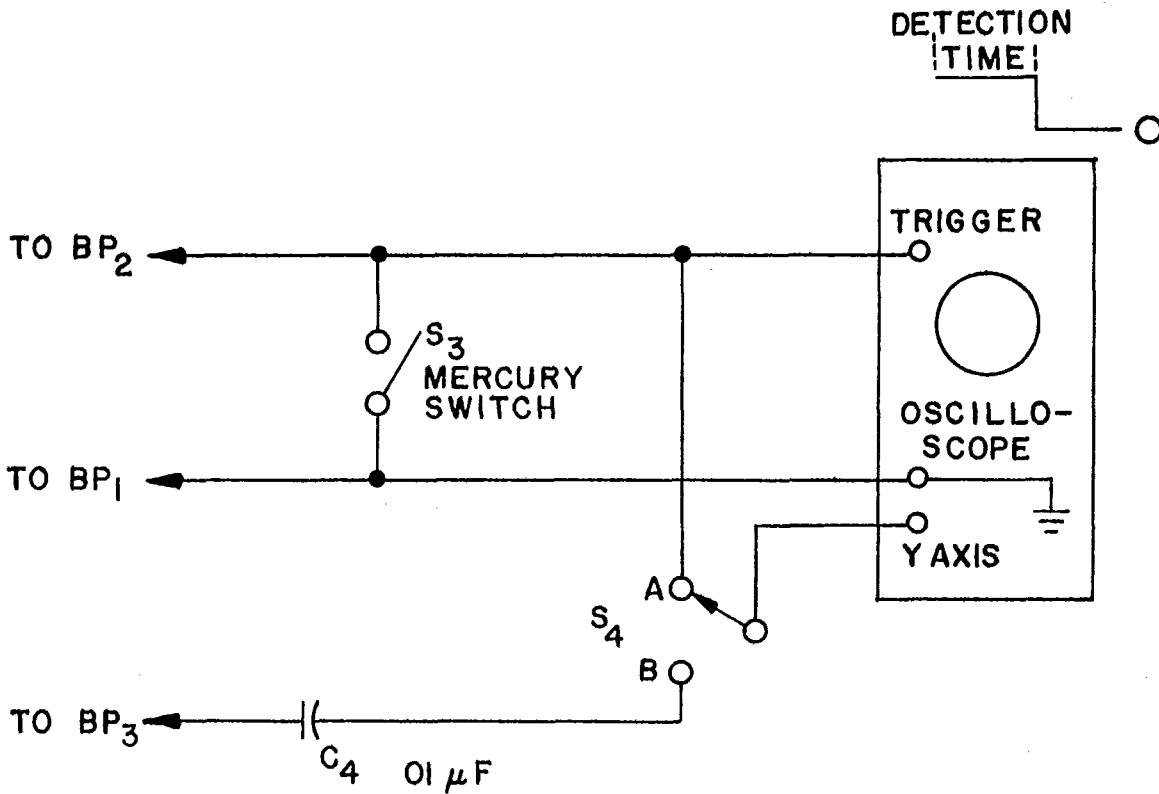 DETECTION
TIME
TRIGGER
TO BP₂
S₃
MERCURY
SWITCH
OSCILLO-
SCOPE
TO BP₁
Y AXIS
A
S₄
B
TO BP₃
C₄ 01 μF